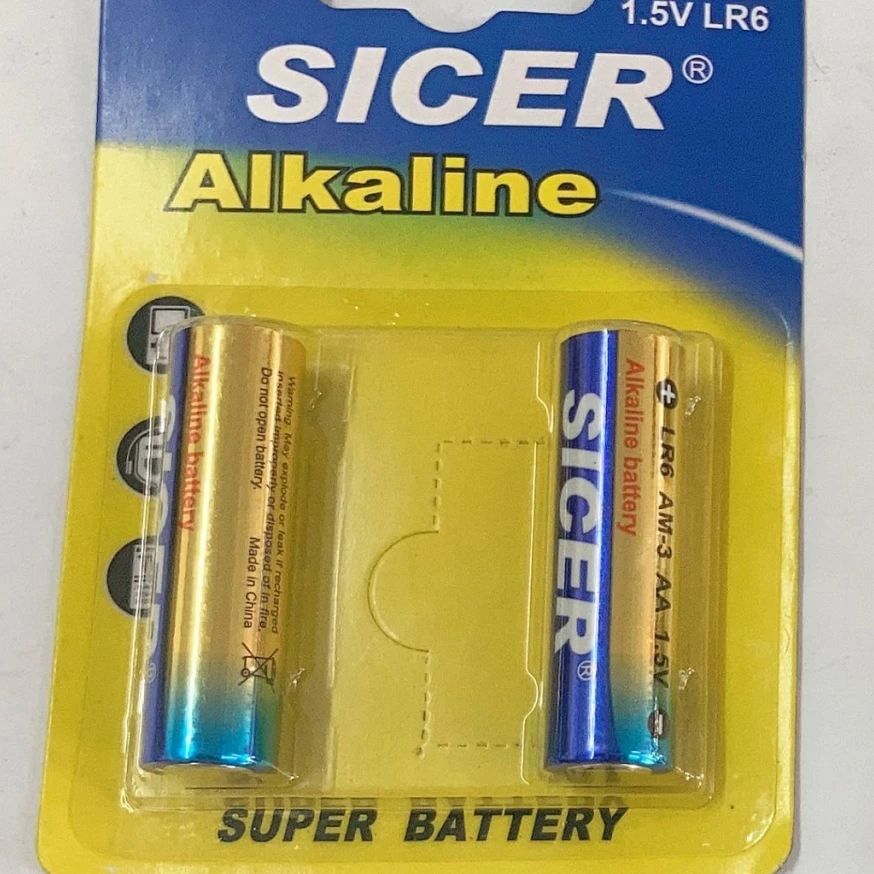 1.5V LR6
SICER®
Alkaline
SICER®
Alkaline battery
Do not open battery.
Made in China
Warning. May explode or leak if recharged
inserted improperly or disposed of in fire.
SICER®
Alkaline battery
+ LR6 AM-3 AA 1.5V -
SUPER BATTERY